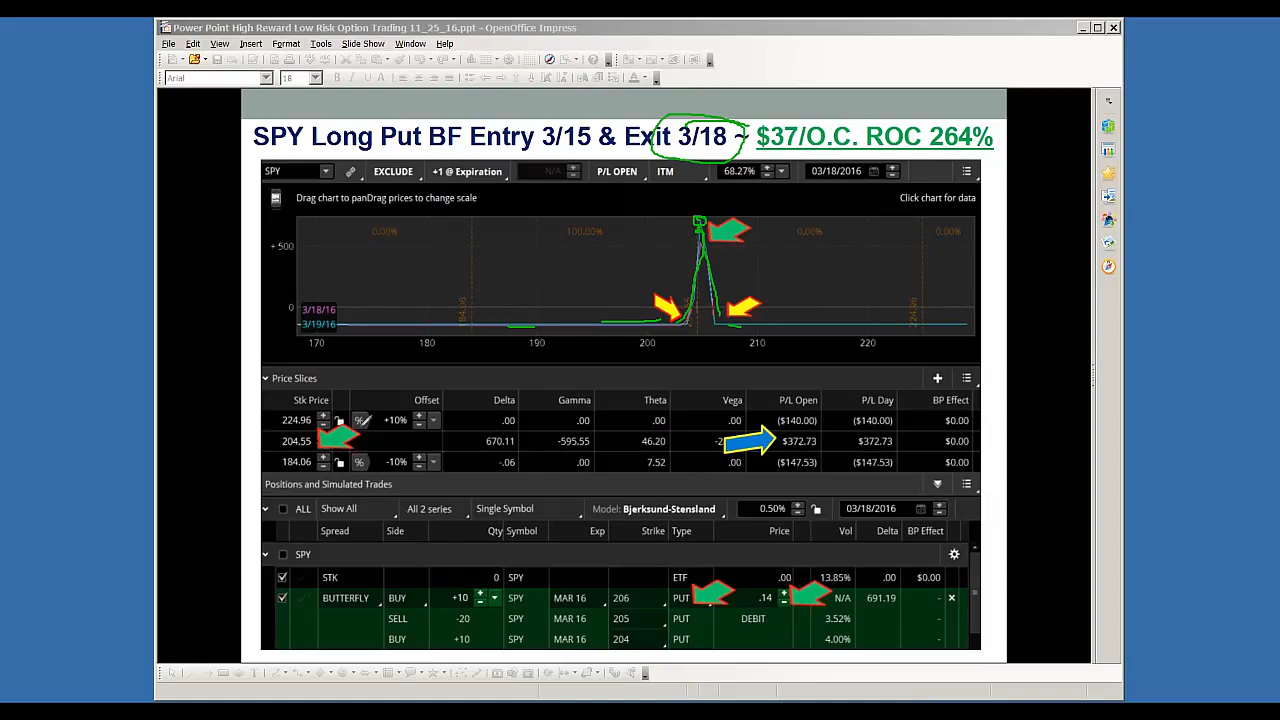 Power Point High Reward Low Risk Option Trading 11_25_16.ppt - OpenOffice Impress
File Edit View Insert Format Tools Slide Show Window Help
Arial 18
SPY Long Put BF Entry 3/15 & Exit 3/18 ~ $37/O.C. ROC 264%
SPY EXCLUDE +1 @ Expiration N/A P/L OPEN ITM 68.27% 03/18/2016
Drag chart to panDrag prices to change scale Click chart for data
0.00% 100.00% 0.00% 0.00%
+ 500
184.06 224.96
0
3/18/16
3/19/16
170 180 190 200 210 220
Price Slices
Stk Price Offset Delta Gamma Theta Vega P/L Open P/L Day BP Effect
224.96 % +10% .00 .00 .00 .00 ($140.00) ($140.00) $0.00
204.55 670.11 -595.55 46.20 $372.73 $372.73 $0.00
184.06 % -10% -.06 .00 7.52 .00 ($147.53) ($147.53) $0.00
Positions and Simulated Trades
ALL Show All All 2 series Single Symbol Model: Bjerksund-Stensland 0.50% 03/18/2016
Spread Side Qty Symbol Exp Strike Type Price Vol Delta BP Effect
SPY
STK 0 SPY ETF .00 13.85% .00 $0.00
BUTTERFLY BUY +10 SPY MAR 16 206 PUT .14 N/A 691.19 -
SELL -20 SPY MAR 16 205 PUT DEBIT 3.52% -
BUY +10 SPY MAR 16 204 PUT 4.00% -